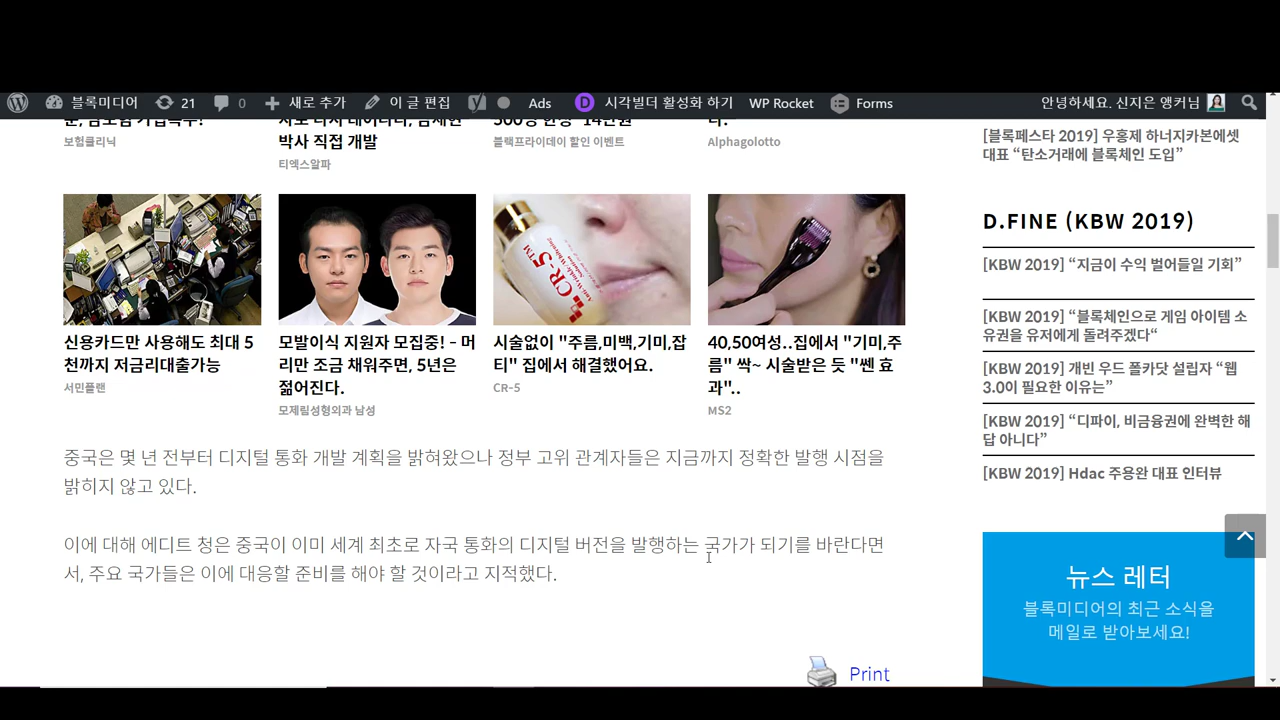 블록미디어 21 0 새로 추가 이 글 편집 Ads D 시각빌더 활성화 하기 WP Rocket Forms 안녕하세요. 신지은 앵커님
보험클리닉
박사 직접 개발
티엑스알파
블랙프라이데이 할인 이벤트
Alphagolotto
CR-5™
신용카드만 사용해도 최대 5
천까지 저금리대출가능
서민플랜
모발이식 지원자 모집중! – 머
리만 조금 채워주면, 5년은
젊어진다.
모제림성형외과 남성
시술없이 "주름,미백,기미,잡
티" 집에서 해결했어요.
CR-5
40,50여성..집에서 "기미,주
름" 싹~ 시술받은 듯 "쎈 효
과"..
MS2
중국은 몇 년 전부터 디지털 통화 개발 계획을 밝혀왔으나 정부 고위 관계자들은 지금까지 정확한 발행 시점을
밝히지 않고 있다.
이에 대해 에디트 청은 중국이 이미 세계 최초로 자국 통화의 디지털 버전을 발행하는 국가가 되기를 바란다면
서, 주요 국가들은 이에 대응할 준비를 해야 할 것이라고 지적했다.
Print
[블록페스타 2019] 우홍제 하너지카본에셋
대표 “탄소거래에 블록체인 도입”
D.FINE (KBW 2019)
[KBW 2019] “지금이 수익 벌어들일 기회”
[KBW 2019] “블록체인으로 게임 아이템 소
유권을 유저에게 돌려주겠다“
[KBW 2019] 개빈 우드 폴카닷 설립자 “웹
3.0이 필요한 이유는”
[KBW 2019] “디파이, 비금융권에 완벽한 해
답 아니다”
[KBW 2019] Hdac 주용완 대표 인터뷰
뉴스 레터
블록미디어의 최근 소식을
메일로 받아보세요!